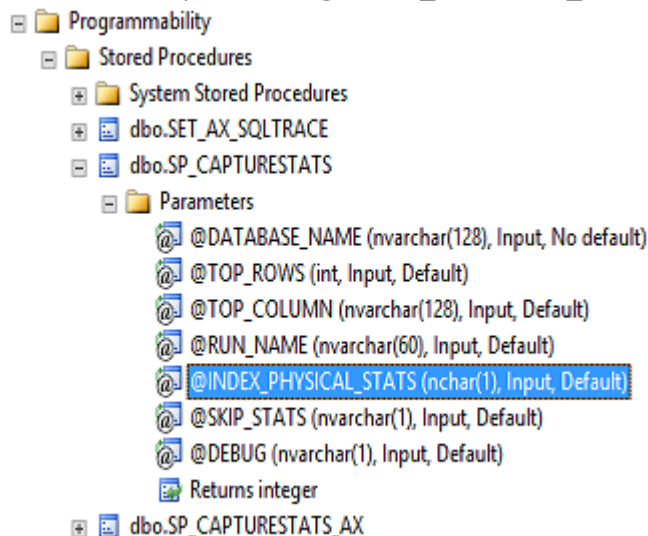 Programmability
Stored Procedures
System Stored Procedures
dbo.SET_AX_SQLTRACE
dbo.SP_CAPTURESTATS
Parameters
@DATABASE_NAME (nvarchar(128), Input, No default)
@TOP_ROWS (int, Input, Default)
@TOP_COLUMN (nvarchar(128), Input, Default)
@RUN_NAME (nvarchar(60), Input, Default)
@INDEX_PHYSICAL_STATS (nchar(1), Input, Default)
@SKIP_STATS (nvarchar(1), Input, Default)
@DEBUG (nvarchar(1), Input, Default)
Returns integer
dbo.SP_CAPTURESTATS_AX